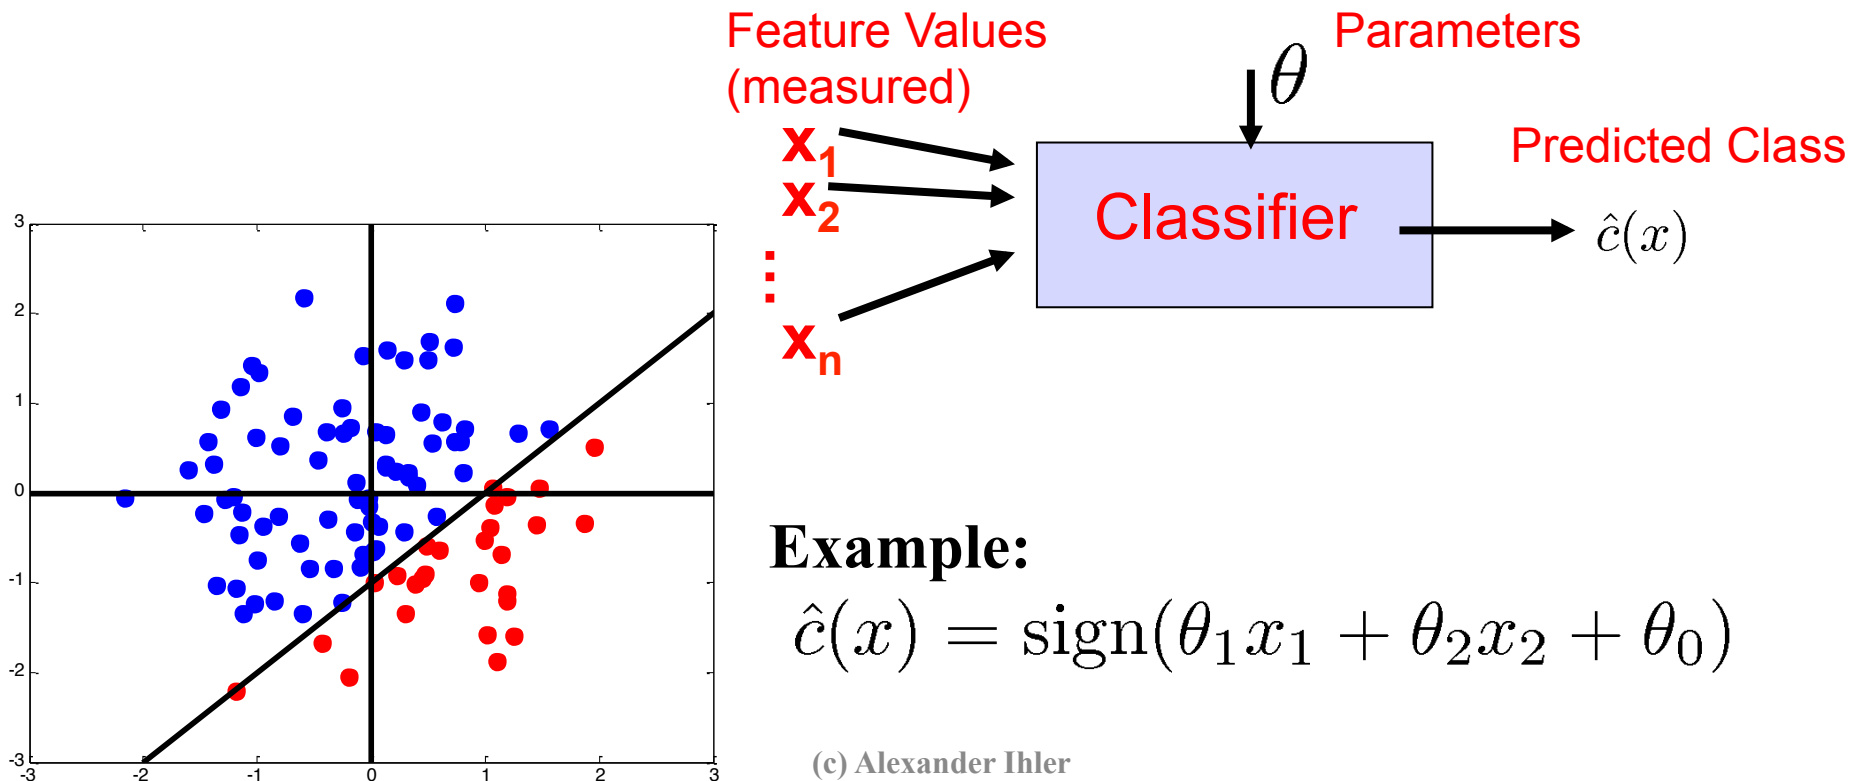 Feature Values
(measured)
Parameters
θ
x₁
x₂
⋮
xₙ
Classifier
Predicted Class
ĉ(x)
3
2
1
0
-1
-2
-3
-3
-2
-1
0
1
2
3
Example:
ĉ(x) = sign(θ₁x₁ + θ₂x₂ + θ₀)
(c) Alexander Ihler